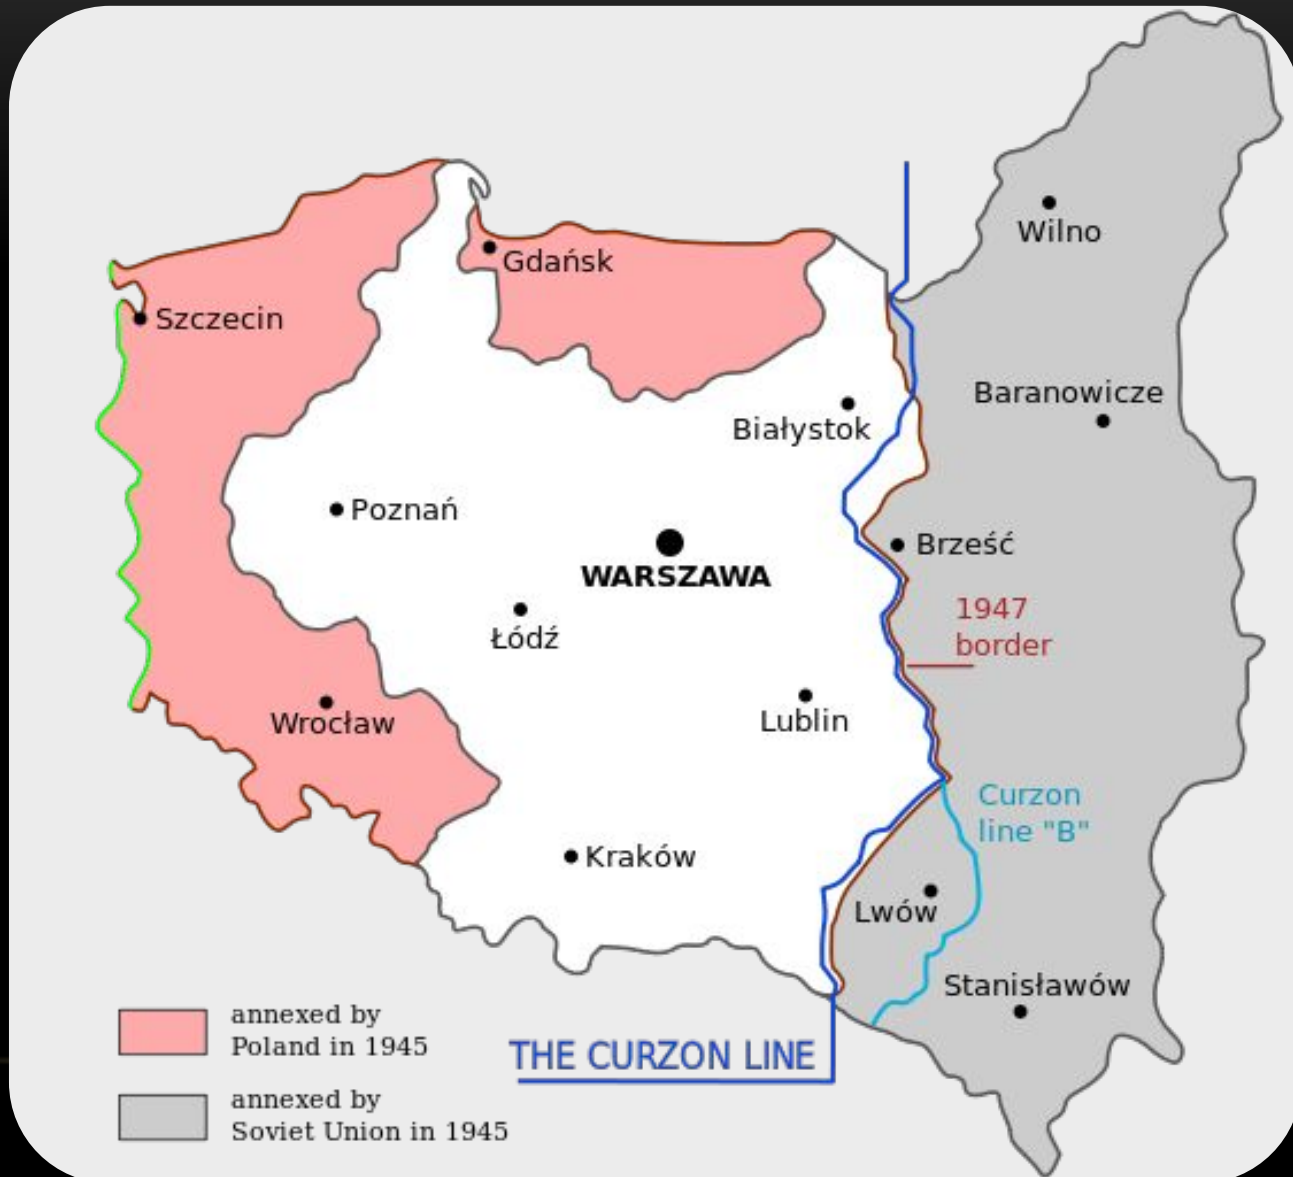 Wilno
Gdańsk
Szczecin
Baranowicze
Białystok
Poznań
Brześć
WARSZAWA
1947
border
Łódź
Wrocław
Lublin
Curzon
line "B"
Kraków
Lwów
Stanisławów
annexed by
Poland in 1945
THE CURZON LINE
annexed by
Soviet Union in 1945